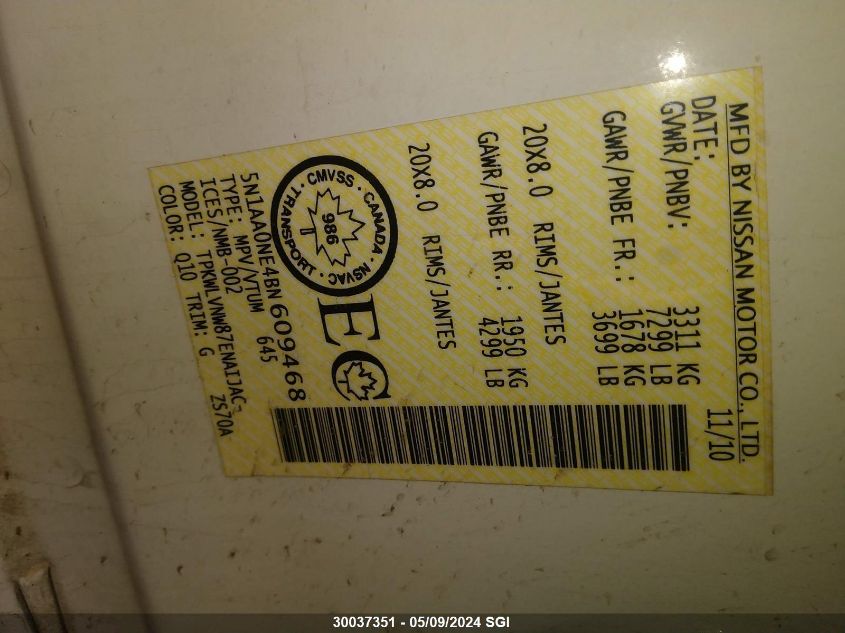 MFD BY NISSAN MOTOR CO., LTD.
DATE: 11/10
GVWR/PNBV: 3311 KG
7299 LB
GAWR/PNBE FR.: 1678 KG
3699 LB
20X8.0 RIMS/JANTES
GAWR/PNBE RR.: 1950 KG
4299 LB
20X8.0 RIMS/JANTES
CMVSS · CANADA · NSVAC · TRANSPORT ·
986
D
EC
5N1AA0NE4BN609468
TYPE: MPV/VTUM 645
ICES/NMB-002
MODEL: TPKWLVNW87ENAIJAC-
ZS70A
COLOR: Q10 TRIM: G
30037351 - 05/09/2024 SGI